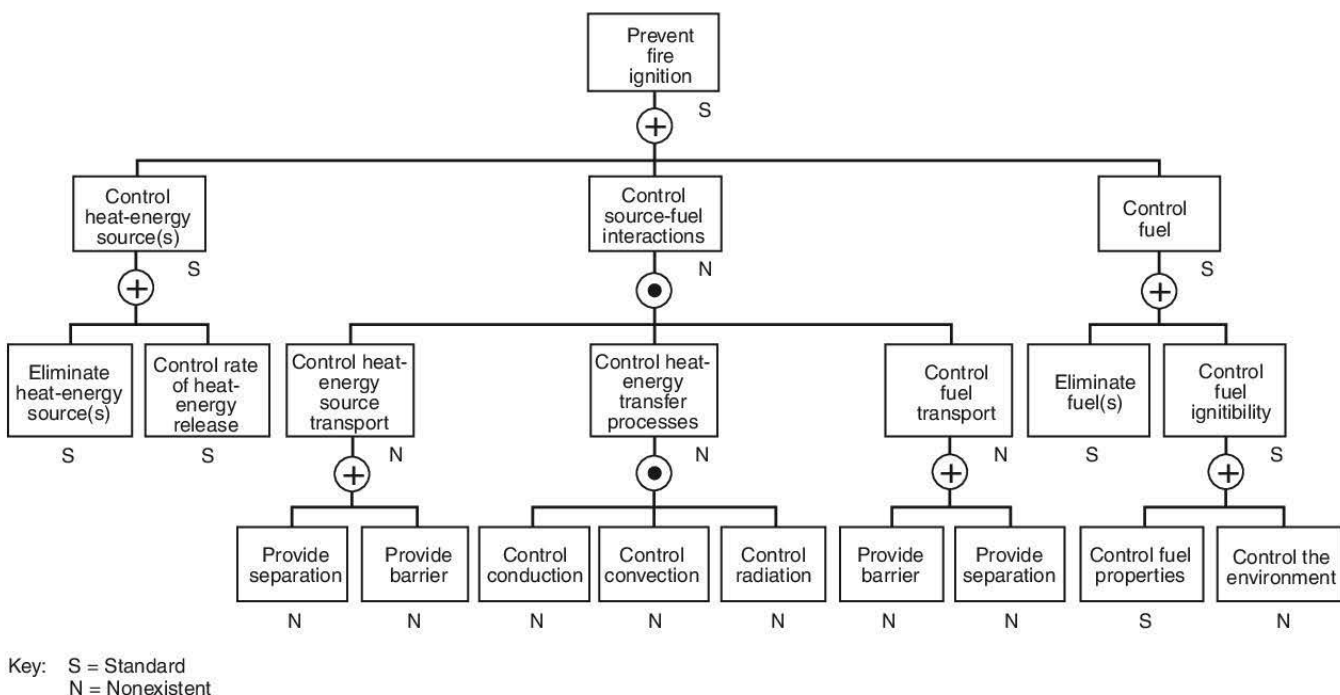 Prevent
fire
ignition
S
+
Control
heat-energy
source(s)
S
+
Control
source-fuel
interactions
N
Control
fuel
S
+
Eliminate
heat-energy
source(s)
S
Control rate
of heat-
energy
release
S
Control heat-
energy
source
transport
N
+
Control heat-
energy
transfer
processes
N
Control
fuel
transport
N
+
Eliminate
fuel(s)
S
Control
fuel
ignitibility
S
+
Provide
separation
N
Provide
barrier
N
Control
conduction
N
Control
convection
N
Control
radiation
N
Provide
barrier
N
Provide
separation
N
Control fuel
properties
S
Control the
environment
N
Key: S = Standard
N = Nonexistent